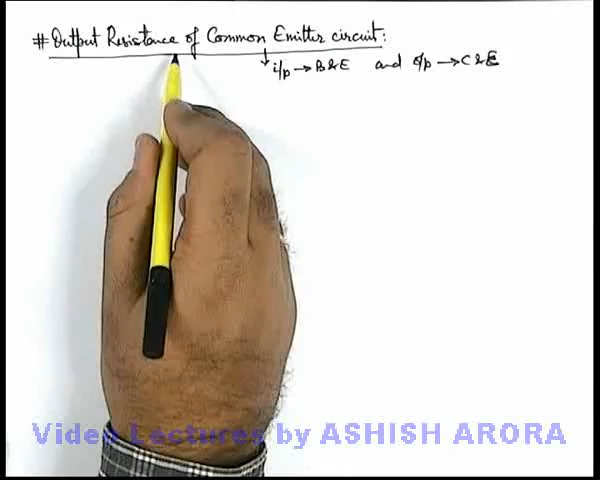 # Output Resistance of Common Emitter circuit:
i/p → B & E and o/p → C & E
Video Lectures by ASHISH ARORA